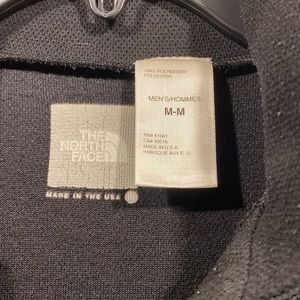 100% POLYESTER/
POLYESTER
MEN'S/HOMMES
M-M
RN# 61661
CA# 30516
MADE IN U.S.A.
FABRIQUE AUX E. U.
THE
NORTH
FACE
MADE IN THE USA